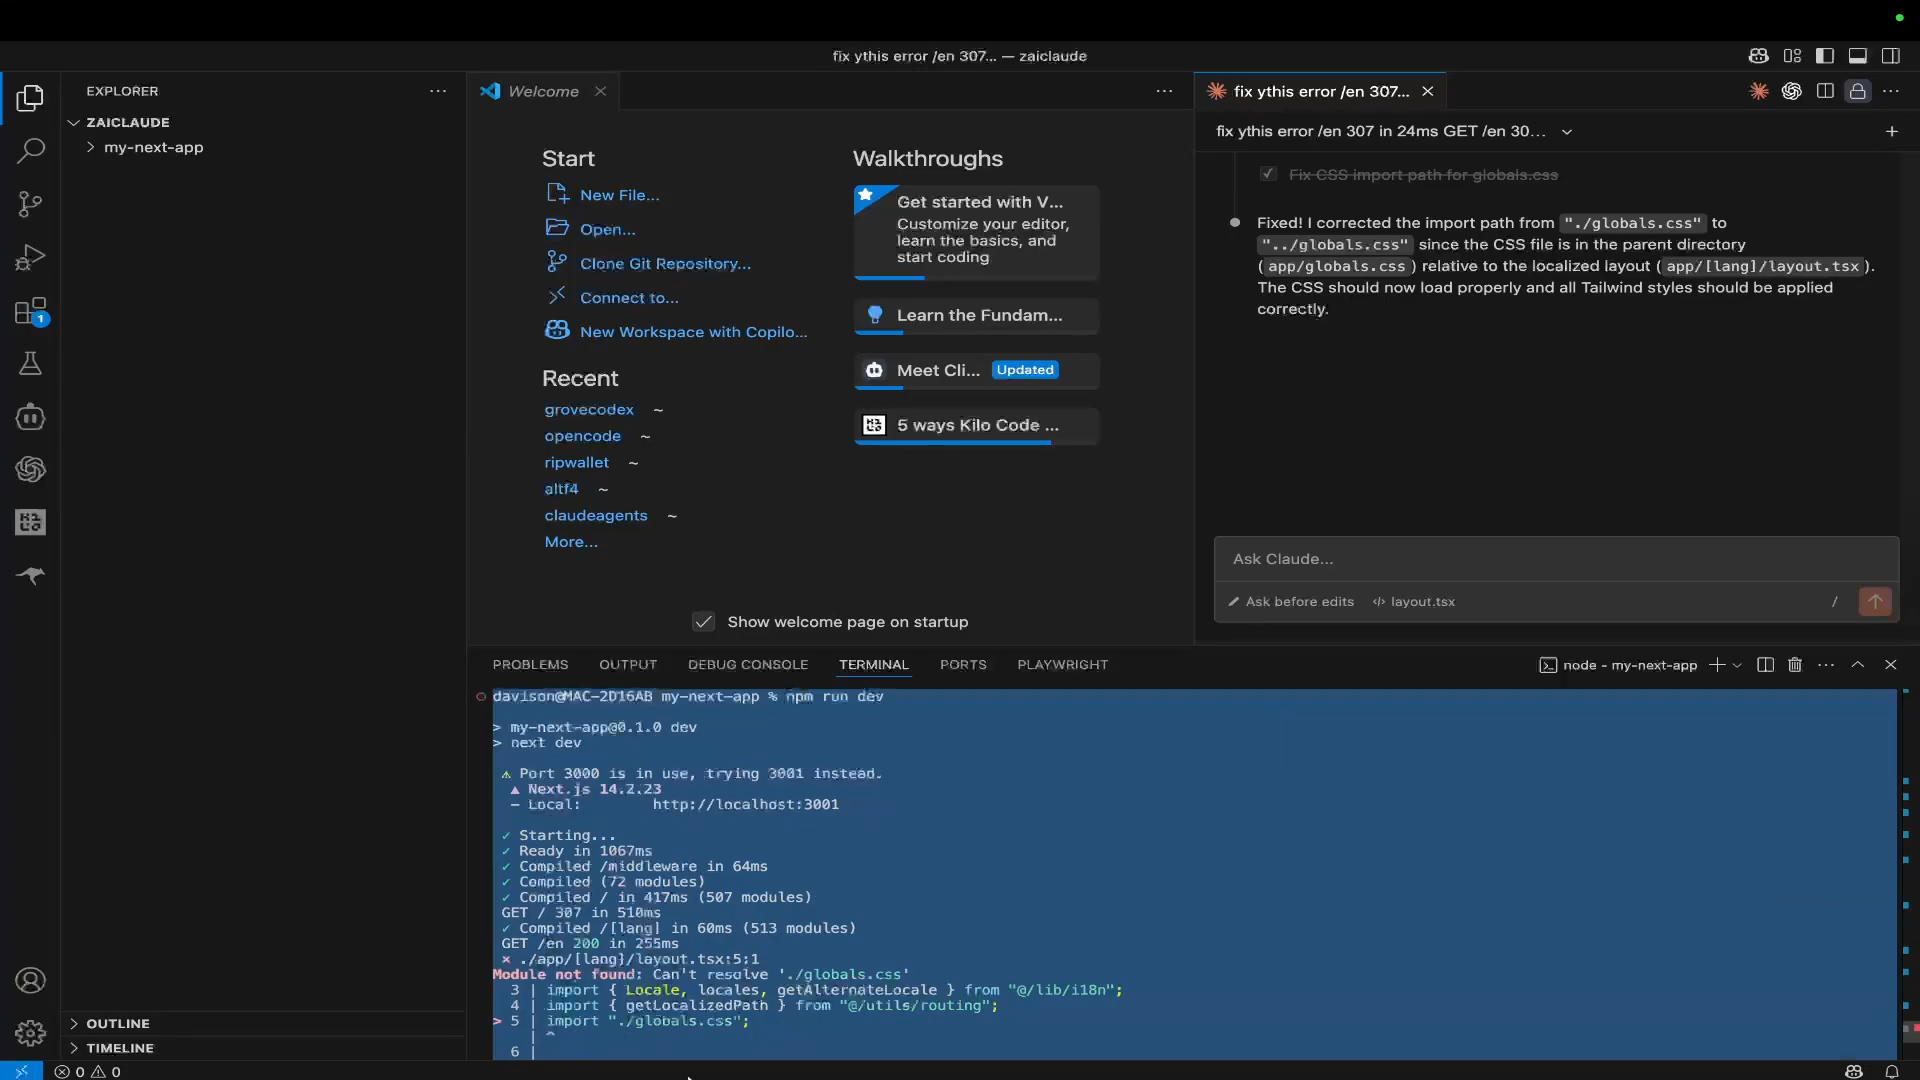 fix ythis error /en 307... — zaiclaude
EXPLORER
ZAICLAUDE
my-next-app
Welcome
Start
New File...
Open...
Clone Git Repository...
Connect to...
New Workspace with Copilo...
Recent
grovecodex ~
opencode ~
ripwallet ~
altf4 ~
claudeagents ~
More...
Walkthroughs
Get started with V...
Customize your editor,
learn the basics, and
start coding
Learn the Fundam...
Meet Cli... Updated
5 ways Kilo Code ...
Show welcome page on startup
fix ythis error /en 307...
fix ythis error /en 307 in 24ms GET /en 30...
Fix CSS import path for globals.css
Fixed! I corrected the import path from "./globals.css" to
"../globals.css" since the CSS file is in the parent directory
(app/globals.css) relative to the localized layout (app/[lang]/layout.tsx).
The CSS should now load properly and all Tailwind styles should be applied
correctly.
Ask Claude...
Ask before edits </> layout.tsx /
PROBLEMS OUTPUT DEBUG CONSOLE TERMINAL PORTS PLAYWRIGHT
node - my-next-app
davison@MAC-2D16AB my-next-app % npm run dev
> my-next-app@0.1.0 dev
> next dev
⚠ Port 3000 is in use, trying 3001 instead.
▲ Next.js 14.2.23
- Local: http://localhost:3001
✓ Starting...
✓ Ready in 1067ms
✓ Compiled /middleware in 64ms
✓ Compiled (72 modules)
✓ Compiled / in 417ms (507 modules)
GET / 307 in 510ms
✓ Compiled /[lang] in 60ms (513 modules)
GET /en 200 in 255ms
⨯ ./app/[lang]/layout.tsx:5:1
Module not found: Can't resolve './globals.css'
3 | import { Locale, locales, getAlternateLocale } from "@/lib/i18n";
4 | import { getLocalizedPath } from "@/utils/routing";
> 5 | import "./globals.css";
| ^
6 |
OUTLINE
TIMELINE
0 0
1